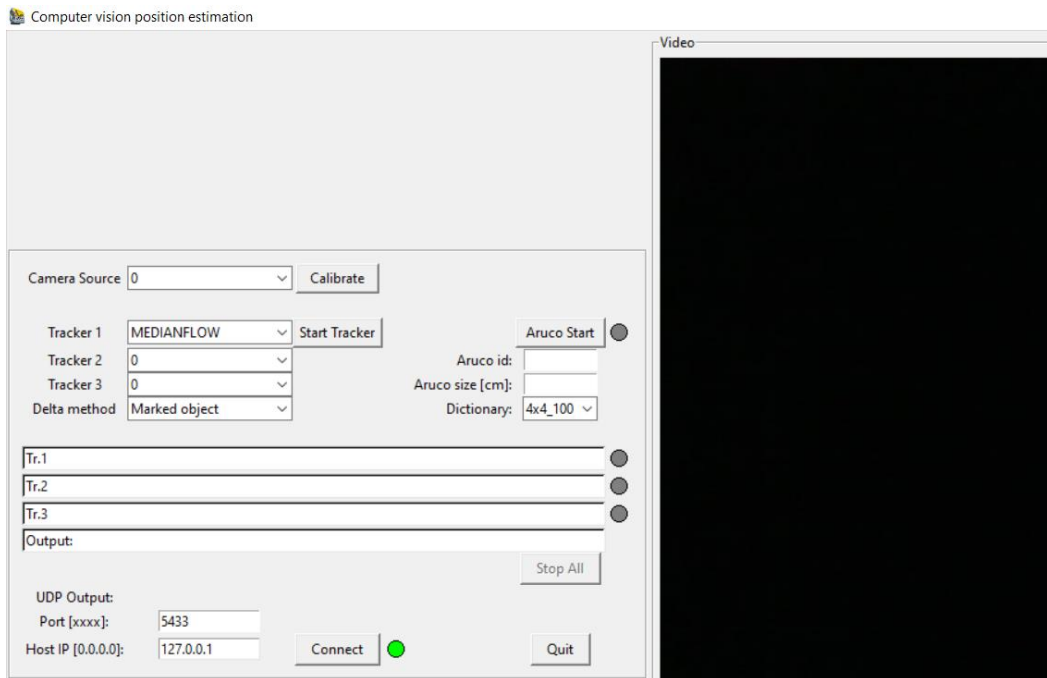 Computer vision position estimation
Video
Camera Source 0 Calibrate
Tracker 1 MEDIANFLOW Start Tracker Aruco Start
Tracker 2 0 Aruco id:
Tracker 3 0 Aruco size [cm]:
Delta method Marked object Dictionary: 4x4_100
Tr.1
Tr.2
Tr.3
Output:
Stop All
UDP Output:
Port [xxxx]: 5433
Host IP [0.0.0.0]: 127.0.0.1 Connect Quit